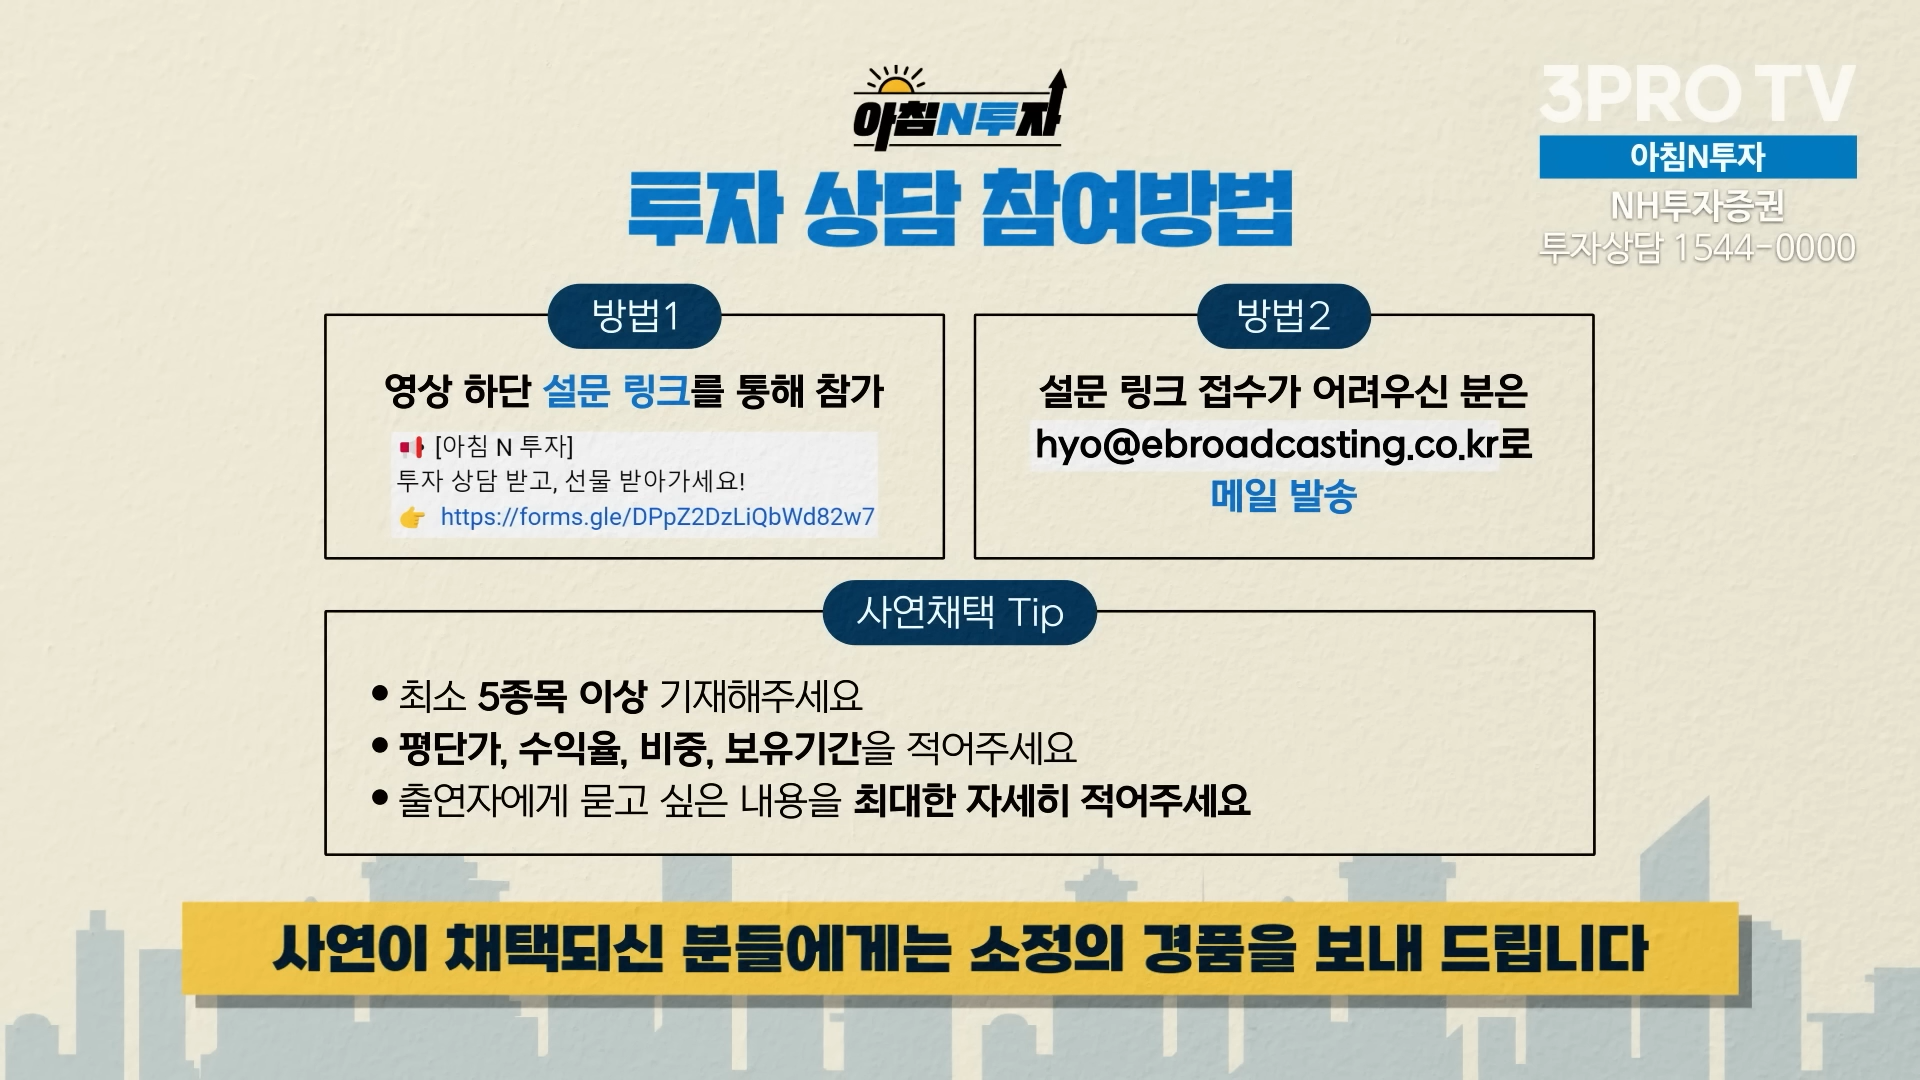 아침N투자
투자 상담 참여방법
3PRO TV
아침N투자
NH투자증권
투자상담 1544-0000
방법1
영상 하단 설문 링크를 통해 참가
[아침 N 투자]
투자 상담 받고, 선물 받아가세요!
https://forms.gle/DPpZ2DzLiQbWd82w7
방법2
설문 링크 접수가 어려우신 분은
hyo@ebroadcasting.co.kr로
메일 발송
사연채택 Tip
• 최소 5종목 이상 기재해주세요
• 평단가, 수익율, 비중, 보유기간을 적어주세요
• 출연자에게 묻고 싶은 내용을 최대한 자세히 적어주세요
사연이 채택되신 분들에게는 소정의 경품을 보내 드립니다